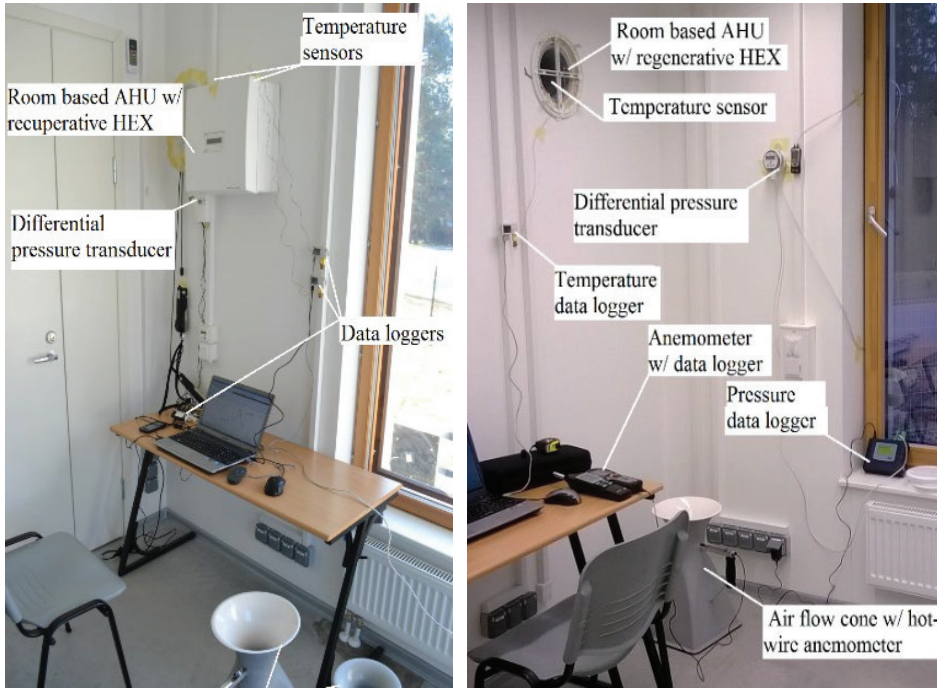 Temperature
sensors
Room based AHU w/
recuperative HEX
Differential
pressure transducer
Data loggers
Room based AHU
w/ regenerative HEX
Temperature sensor
Differential pressure
transducer
Temperature
data logger
Anemometer
w/ data logger
Pressure
data logger
Air flow cone w/ hot-
wire anemometer